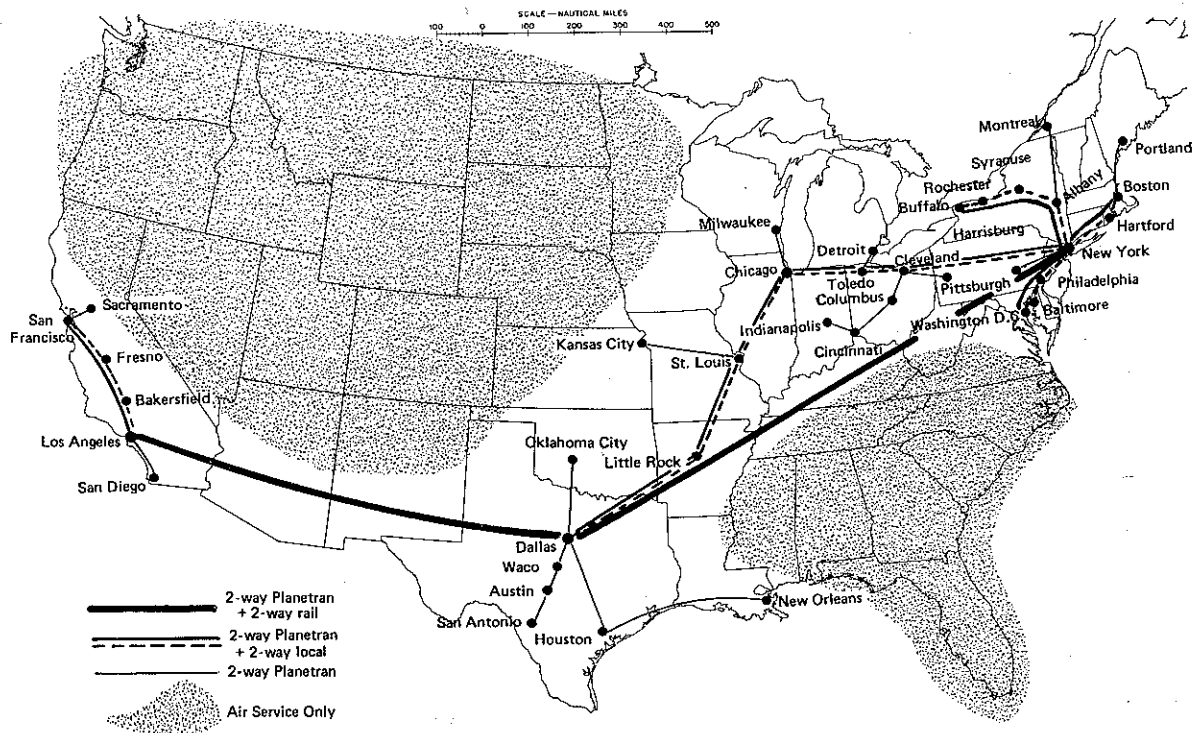 SCALE—NAUTICAL MILES
100 0 100 200 300 400 500
Montreal
Portland
Syracuse
Rochester
Albany
Boston
Buffalo
Milwaukee
Harrisburg
Hartford
Detroit
Cleveland
New York
Chicago
Toledo
Pittsburgh
Philadelphia
Columbus
Sacramento
Washington D.C.
Baltimore
San
Francisco
Indianapolis
Kansas City
Cincinnati
Fresno
St. Louis
Bakersfield
Los Angeles
Oklahoma City
Little Rock
San Diego
Dallas
Waco
Austin
New Orleans
San Antonio
Houston
2-way Planetran
+ 2-way rail
2-way Planetran
+ 2-way local
2-way Planetran
Air Service Only